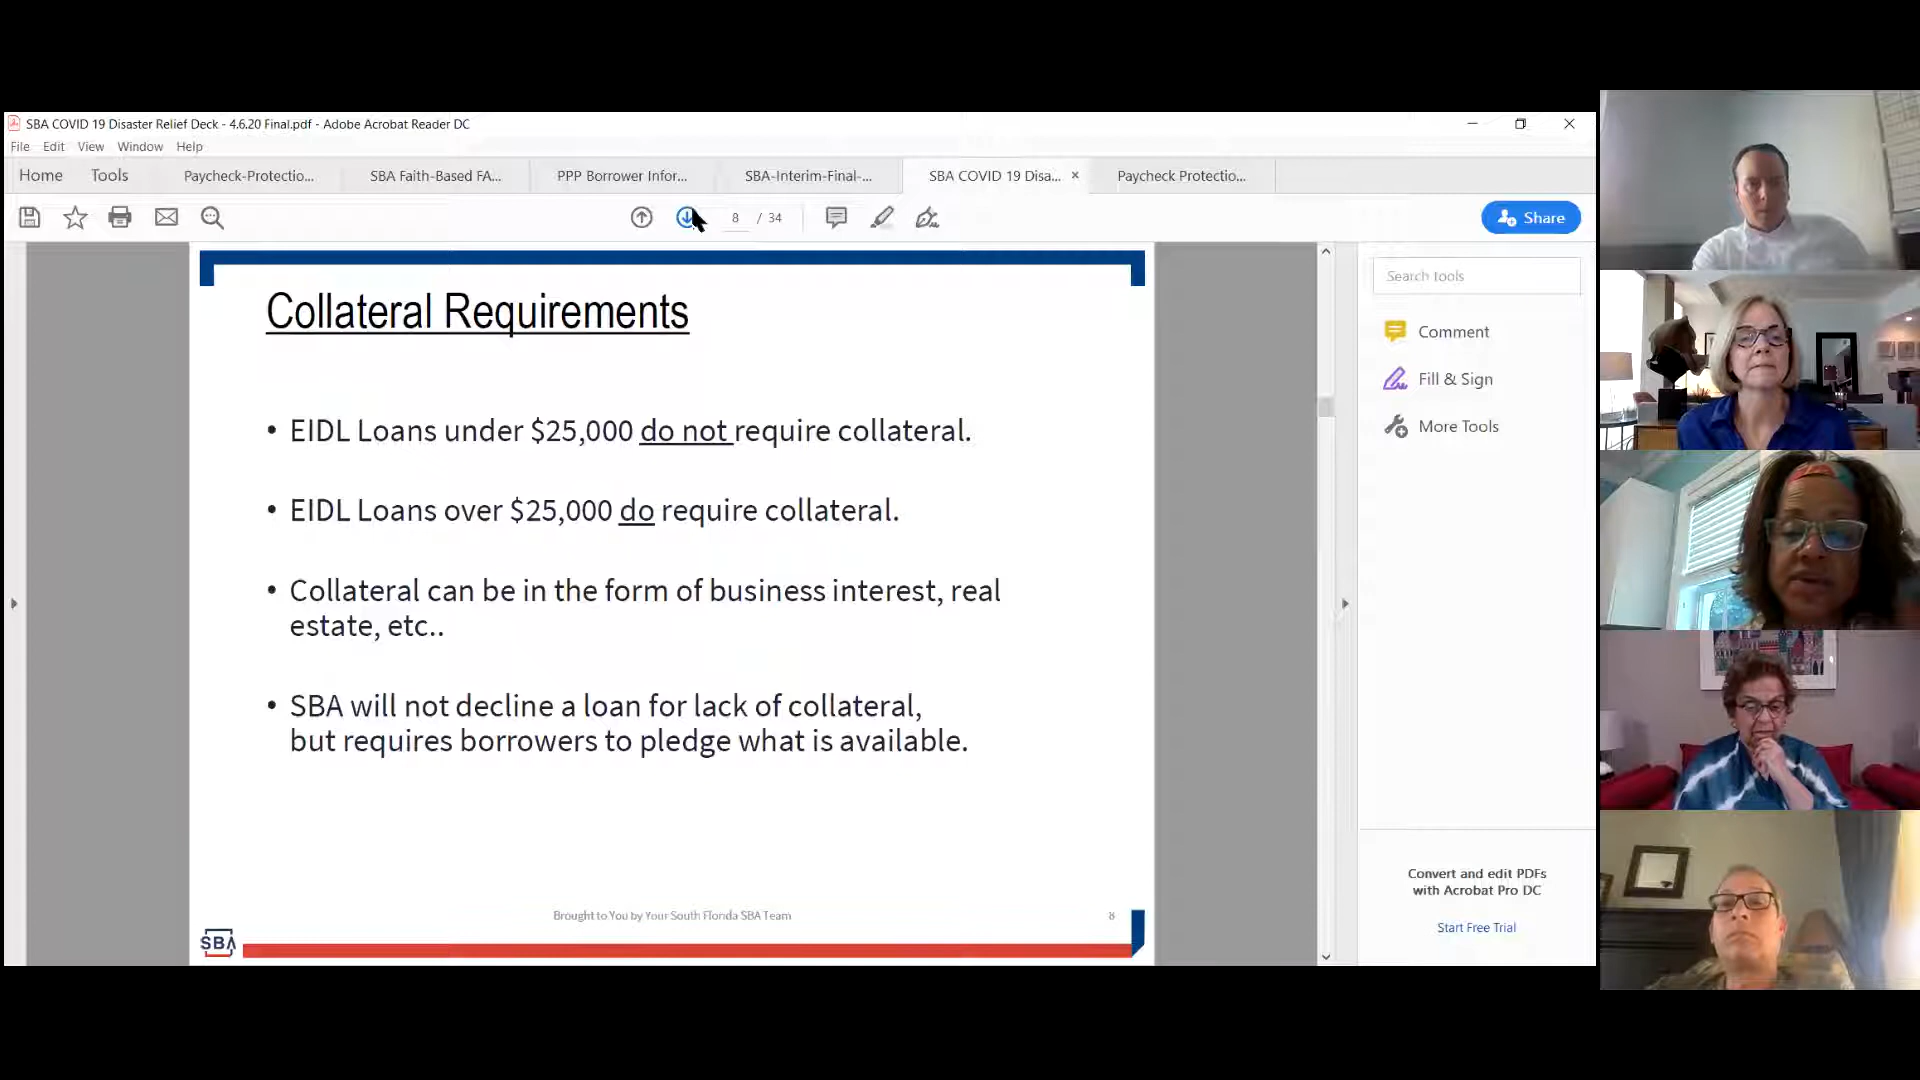 SBA COVID 19 Disaster Relief Deck - 4.6.20 Final.pdf - Adobe Acrobat Reader DC
File Edit View Window Help
Home Tools Paycheck-Protectio... SBA Faith-Based FA... PPP Borrower Infor... SBA-Interim-Final-... SBA COVID 19 Disa... × Paycheck Protectio...
8 / 34 Share
Collateral Requirements
• EIDL Loans under $25,000 do not require collateral.
• EIDL Loans over $25,000 do require collateral.
• Collateral can be in the form of business interest, real
estate, etc..
• SBA will not decline a loan for lack of collateral,
but requires borrowers to pledge what is available.
Brought to You by Your South Florida SBA Team 8
SBA
Search tools
Comment
Fill & Sign
More Tools
Convert and edit PDFs
with Acrobat Pro DC
Start Free Trial